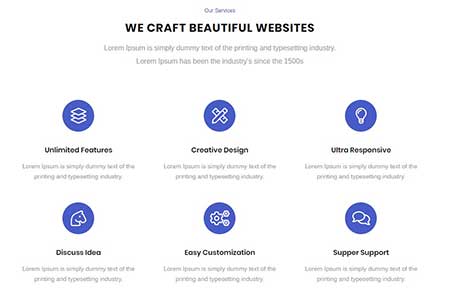 Our Services
WE CRAFT BEAUTIFUL WEBSITES
Lorem Ipsum is simply dummy text of the printing and typesetting industry.
Lorem Ipsum has been the industry's since the 1500s
Unlimited Features
Creative Design
Ultra Responsive
Lorem Ipsum is simply dummy text of the
printing and typesetting industry.
Lorem Ipsum is simply dummy text of the
printing and typesetting industry.
Lorem Ipsum is simply dummy text of the
printing and typesetting industry.
Discuss Idea
Easy Customization
Supper Support
Lorem Ipsum is simply dummy text of the
printing and typesetting industry.
Lorem Ipsum is simply dummy text of the
printing and typesetting industry.
Lorem Ipsum is simply dummy text of the
printing and typesetting industry.